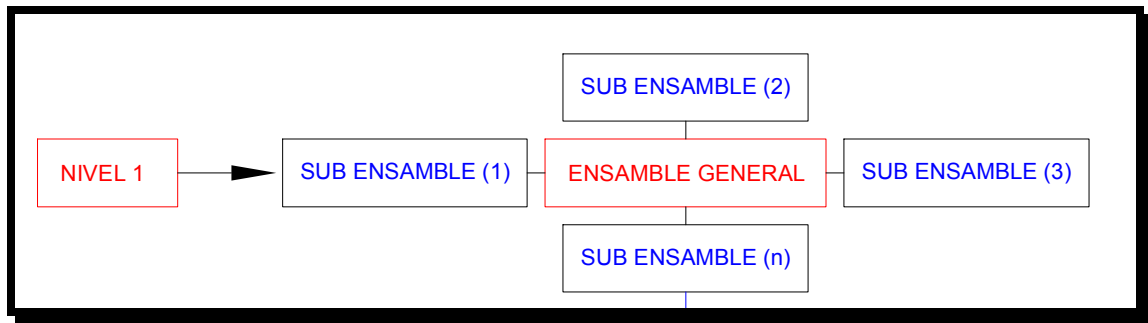 SUB ENSAMBLE (2)
NIVEL 1
SUB ENSAMBLE (1)
ENSAMBLE GENERAL
SUB ENSAMBLE (3)
SUB ENSAMBLE (n)